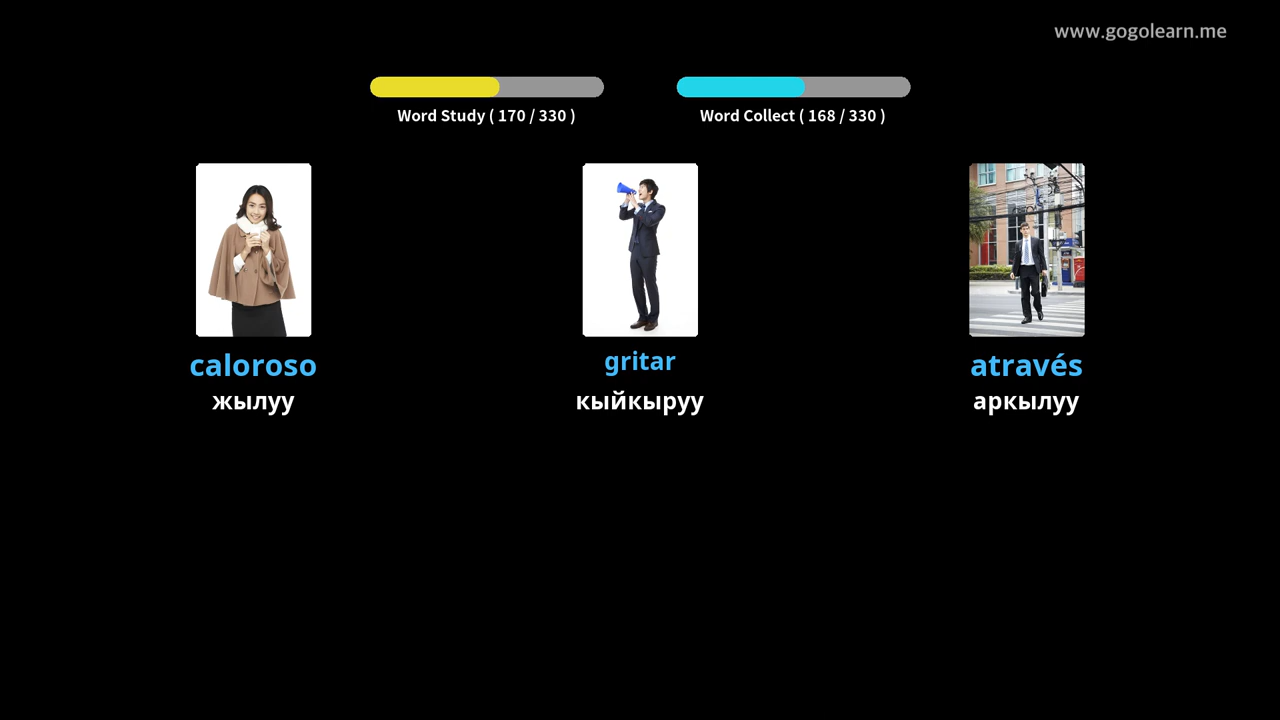 www.gogolearn.me
Word Study ( 170 / 330 )
Word Collect ( 168 / 330 )
caloroso
жылуу
gritar
кыйкыруу
através
аркылуу